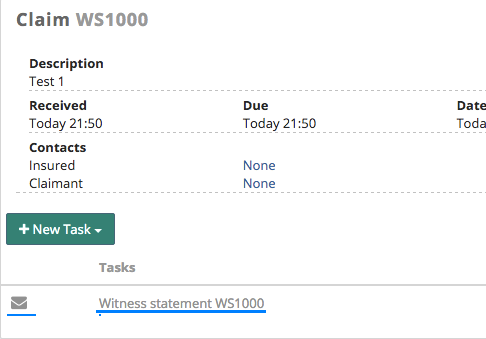 Claim WS1000
Description
Test 1
Received Due Date
Today 21:50 Today 21:50
Contacts
Insured None
Claimant None
+ New Task
Tasks
Witness statement WS1000